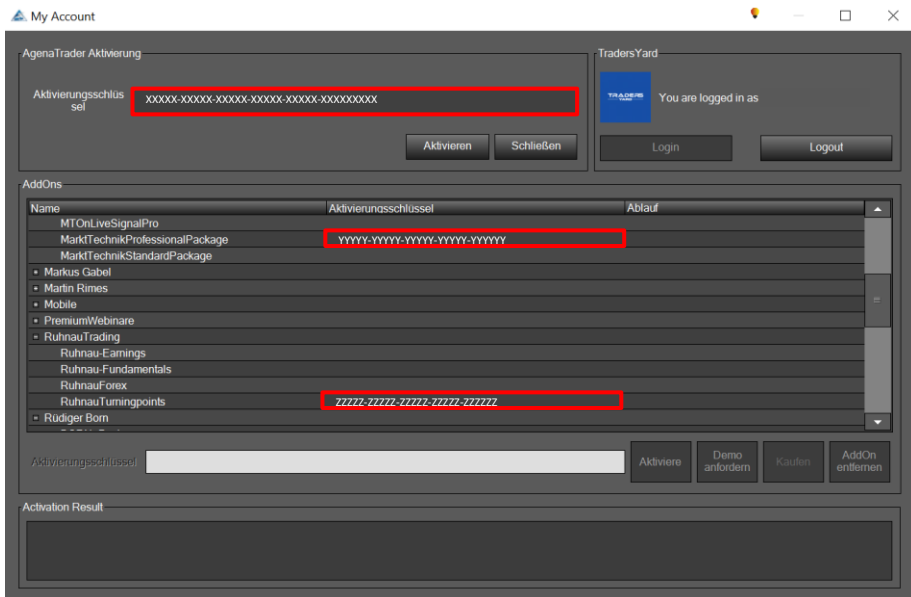 My Account
AgenaTrader Aktivierung
Aktivierungsschlüs
sel
XXXXX-XXXXX-XXXXX-XXXXX-XXXXX-XXXXXXXXX
Aktivieren
Schließen
TradersYard
TRADERS
YARD
You are logged in as
Login
Logout
AddOns
Name Aktivierungsschlüssel Ablauf
MTOnLiveSignalPro
MarktTechnikProfessionalPackage YYYYY-YYYYY-YYYYY-YYYYY-YYYYYY
MarktTechnikStandardPackage
Markus Gabel
Martin Rimes
Mobile
PremiumWebinare
RuhnauTrading
Ruhnau-Earnings
Ruhnau-Fundamentals
RuhnauForex
RuhnauTurningpoints ZZZZZ-ZZZZZ-ZZZZZ-ZZZZZ-ZZZZZZ
Rüdiger Born
Aktivierungsschlüssel
Aktiviere
Demo
anfordern
Kaufen
AddOn
entfernen
Activation Result